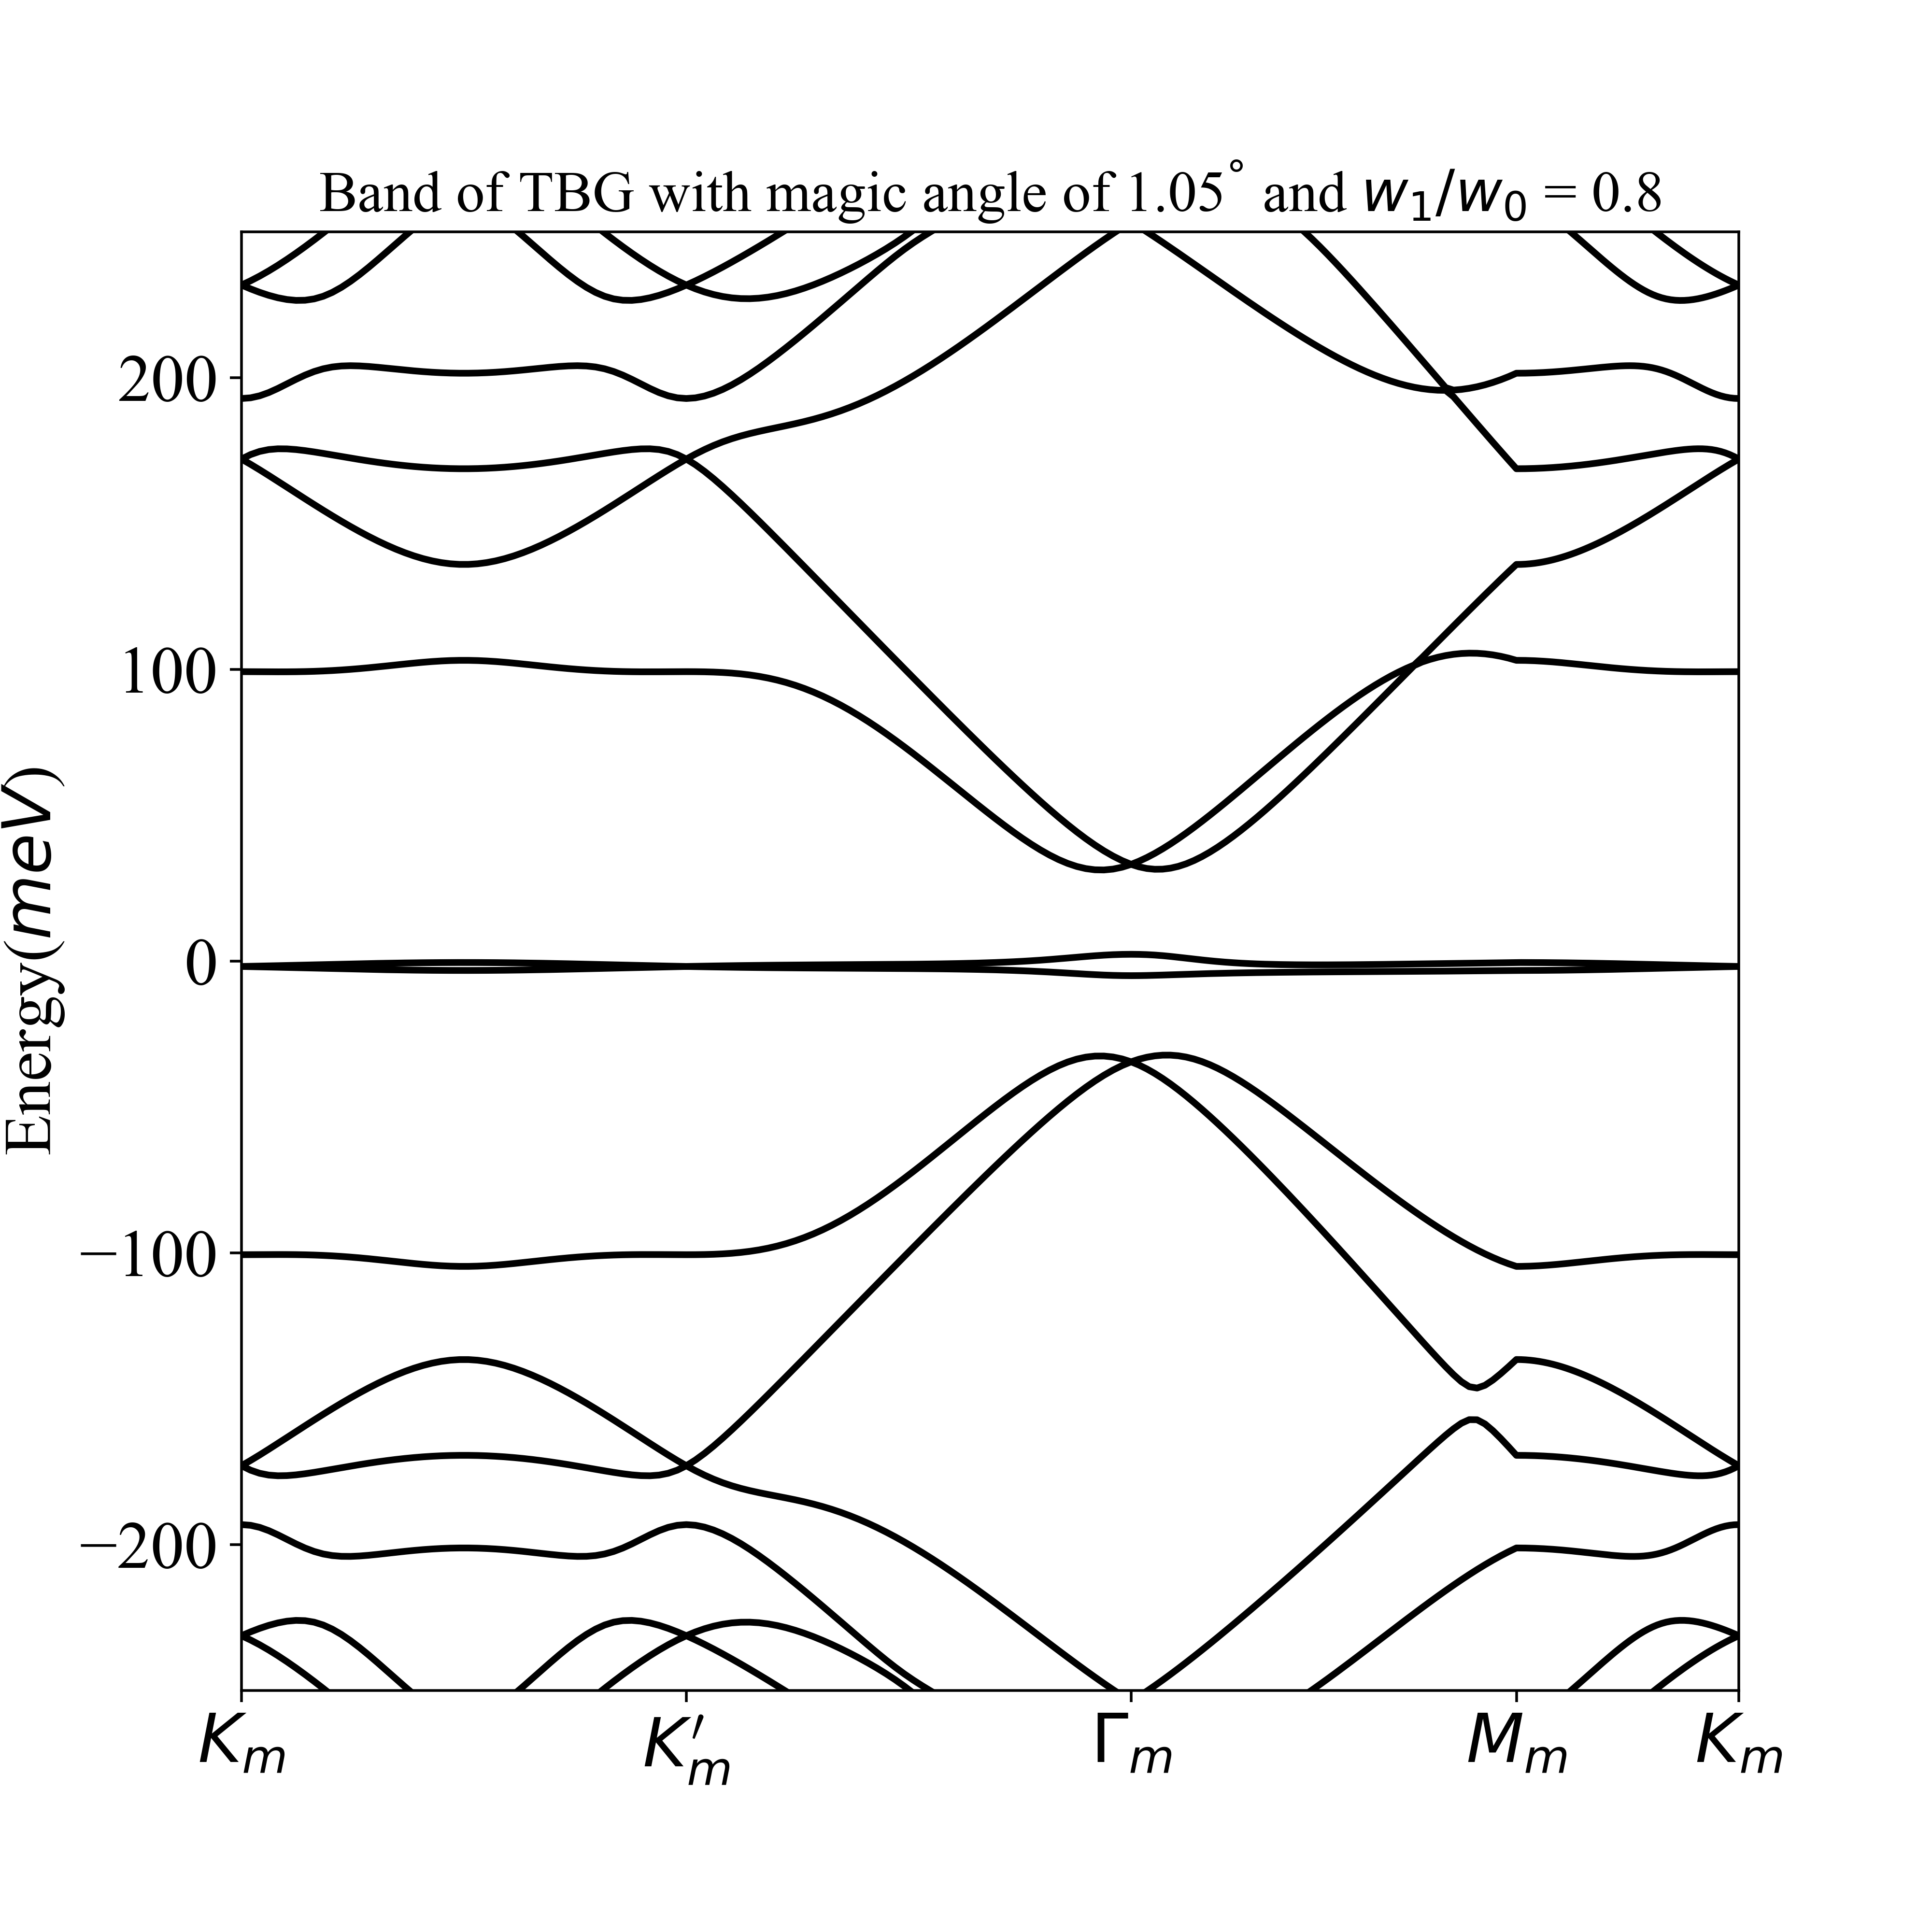 Band of TBG with magic angle of 1.05° and w₁/w₀ = 0.8
Energy(meV)
200
100
0
−100
−200
Kₘ K′ₘ Γₘ Mₘ Kₘ